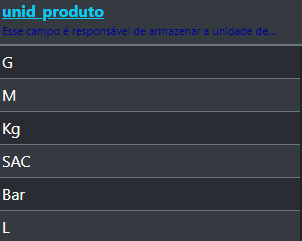 unid_produto
Esse campo é responsável de armazenar a unidade de...
G
M
Kg
SAC
Bar
L